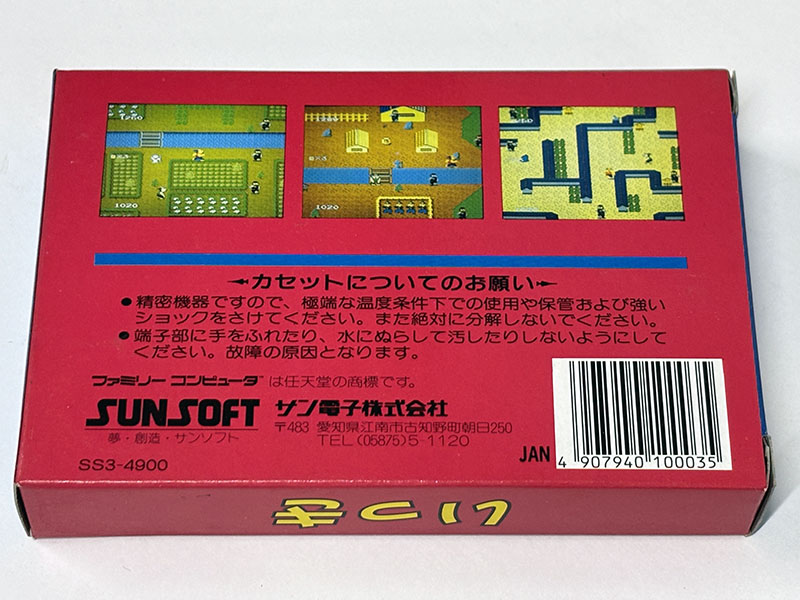 1260
1280
1260
1020
1020
カセットについてのお願い
●精密機器ですので、極端な温度条件下での使用や保管および強い
ショックをさけてください。また絶対に分解しないでください。
●端子部に手をふれたり、水にぬらして汚したりしないようにして
ください。故障の原因となります。
ファミリー コンピュータ™は任天堂の商標です。
SUNSOFT サン電子株式会社
夢・創造・サンソフト 〒483 愛知県江南市古知野町朝日250
TEL(05875)5-1120
SS3-4900
JAN 4 907940 100035
いっき